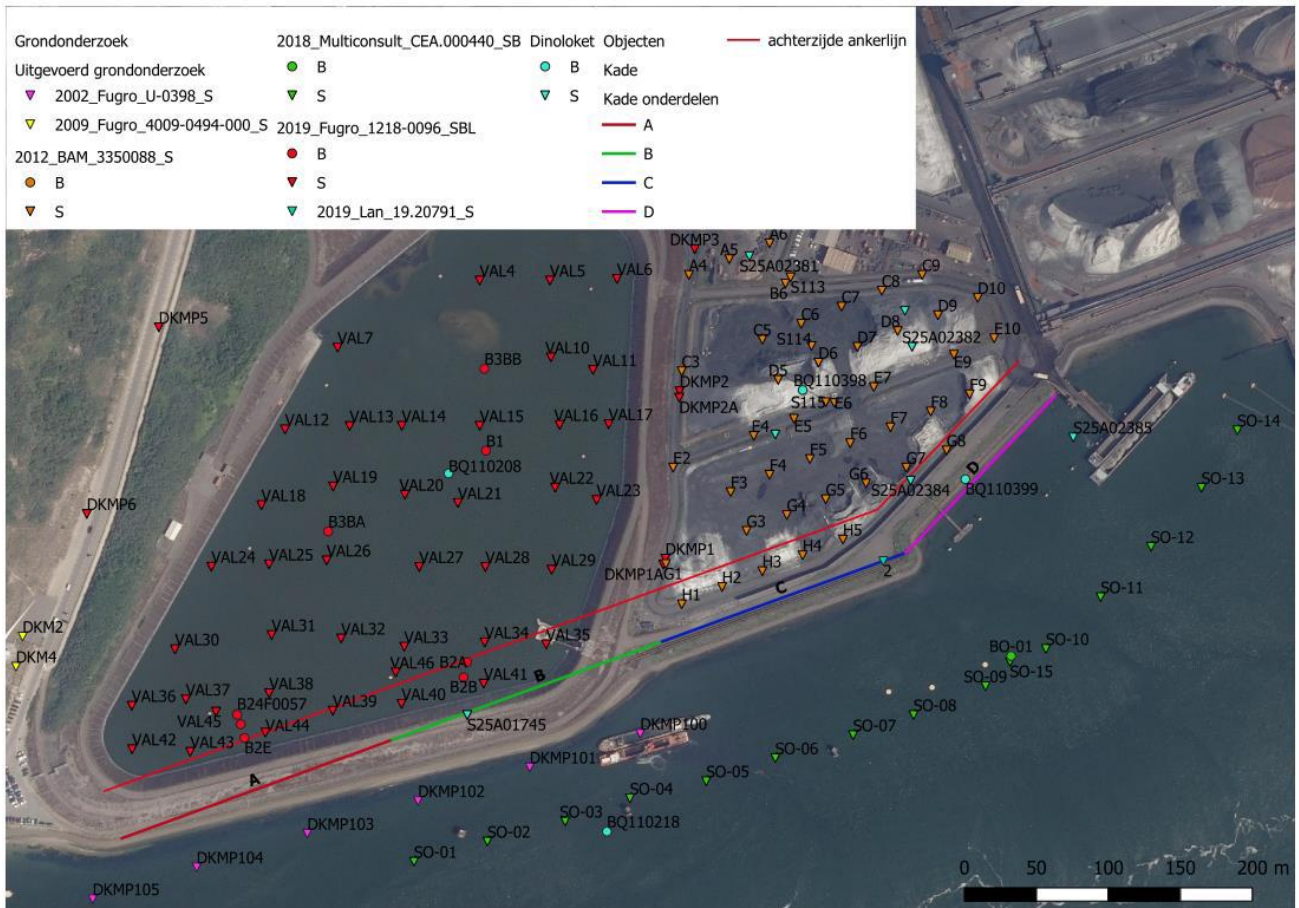 Grondonderzoek
Uitgevoerd grondonderzoek
2002_Fugro_U-0398_S
2009_Fugro_4009-0494-000_S
2012_BAM_3350088_S
B
S
2018_Multiconsult_CEA.000440_SB
B
S
2019_Fugro_1218-0096_SBL
B
S
2019_Lan_19.20791_S
Dinoloket
B
S
Objecten
Kade
Kade onderdelen
A
B
C
D
achterzijde ankerlijn
DKMP3
A4
A5
A6
S25A02381
VAL4
VAL5
VAL6
B6
S113
C7
C8
C9
D10
DKMP5
VAL7
C5
S114
C6
D8
D9
S25A02382
E10
B3BB
VAL10
VAL11
C3
D6
D7
E9
DKMP2
DKMP2A
D5
BQ110398
E7
F9
VAL12
VAL13
VAL14
VAL15
VAL16
VAL17
S115
E6
E4
E5
F7
F8
S25A02385
SO-14
B1
BQ110208
E2
F5
F6
G8
G7
D
VAL18
VAL19
VAL20
VAL21
VAL22
VAL23
F3
F4
G5
G6
S25A02384
BQ110399
SO-13
DKMP6
B3BA
G3
G4
H5
SO-12
VAL24
VAL25
VAL26
VAL27
VAL28
VAL29
DKMP1
DKMP1AG1
H4
H3
H2
H1
C
2
SO-11
DKM2
DKM4
VAL30
VAL31
VAL32
VAL33
VAL34
VAL35
SO-10
BO-01
SO-15
SO-09
VAL46
B2A
B2B
VAL41
B
VAL36
VAL37
VAL38
VAL39
VAL40
B24F0057
VAL45
VAL44
S25A01745
SO-08
VAL42
VAL43
B2E
DKMP100
SO-07
A
DKMP101
SO-06
SO-05
DKMP102
SO-04
DKMP103
SO-03
BQ110218
SO-02
SO-01
DKMP104
DKMP105
0 50 100 150 200 m